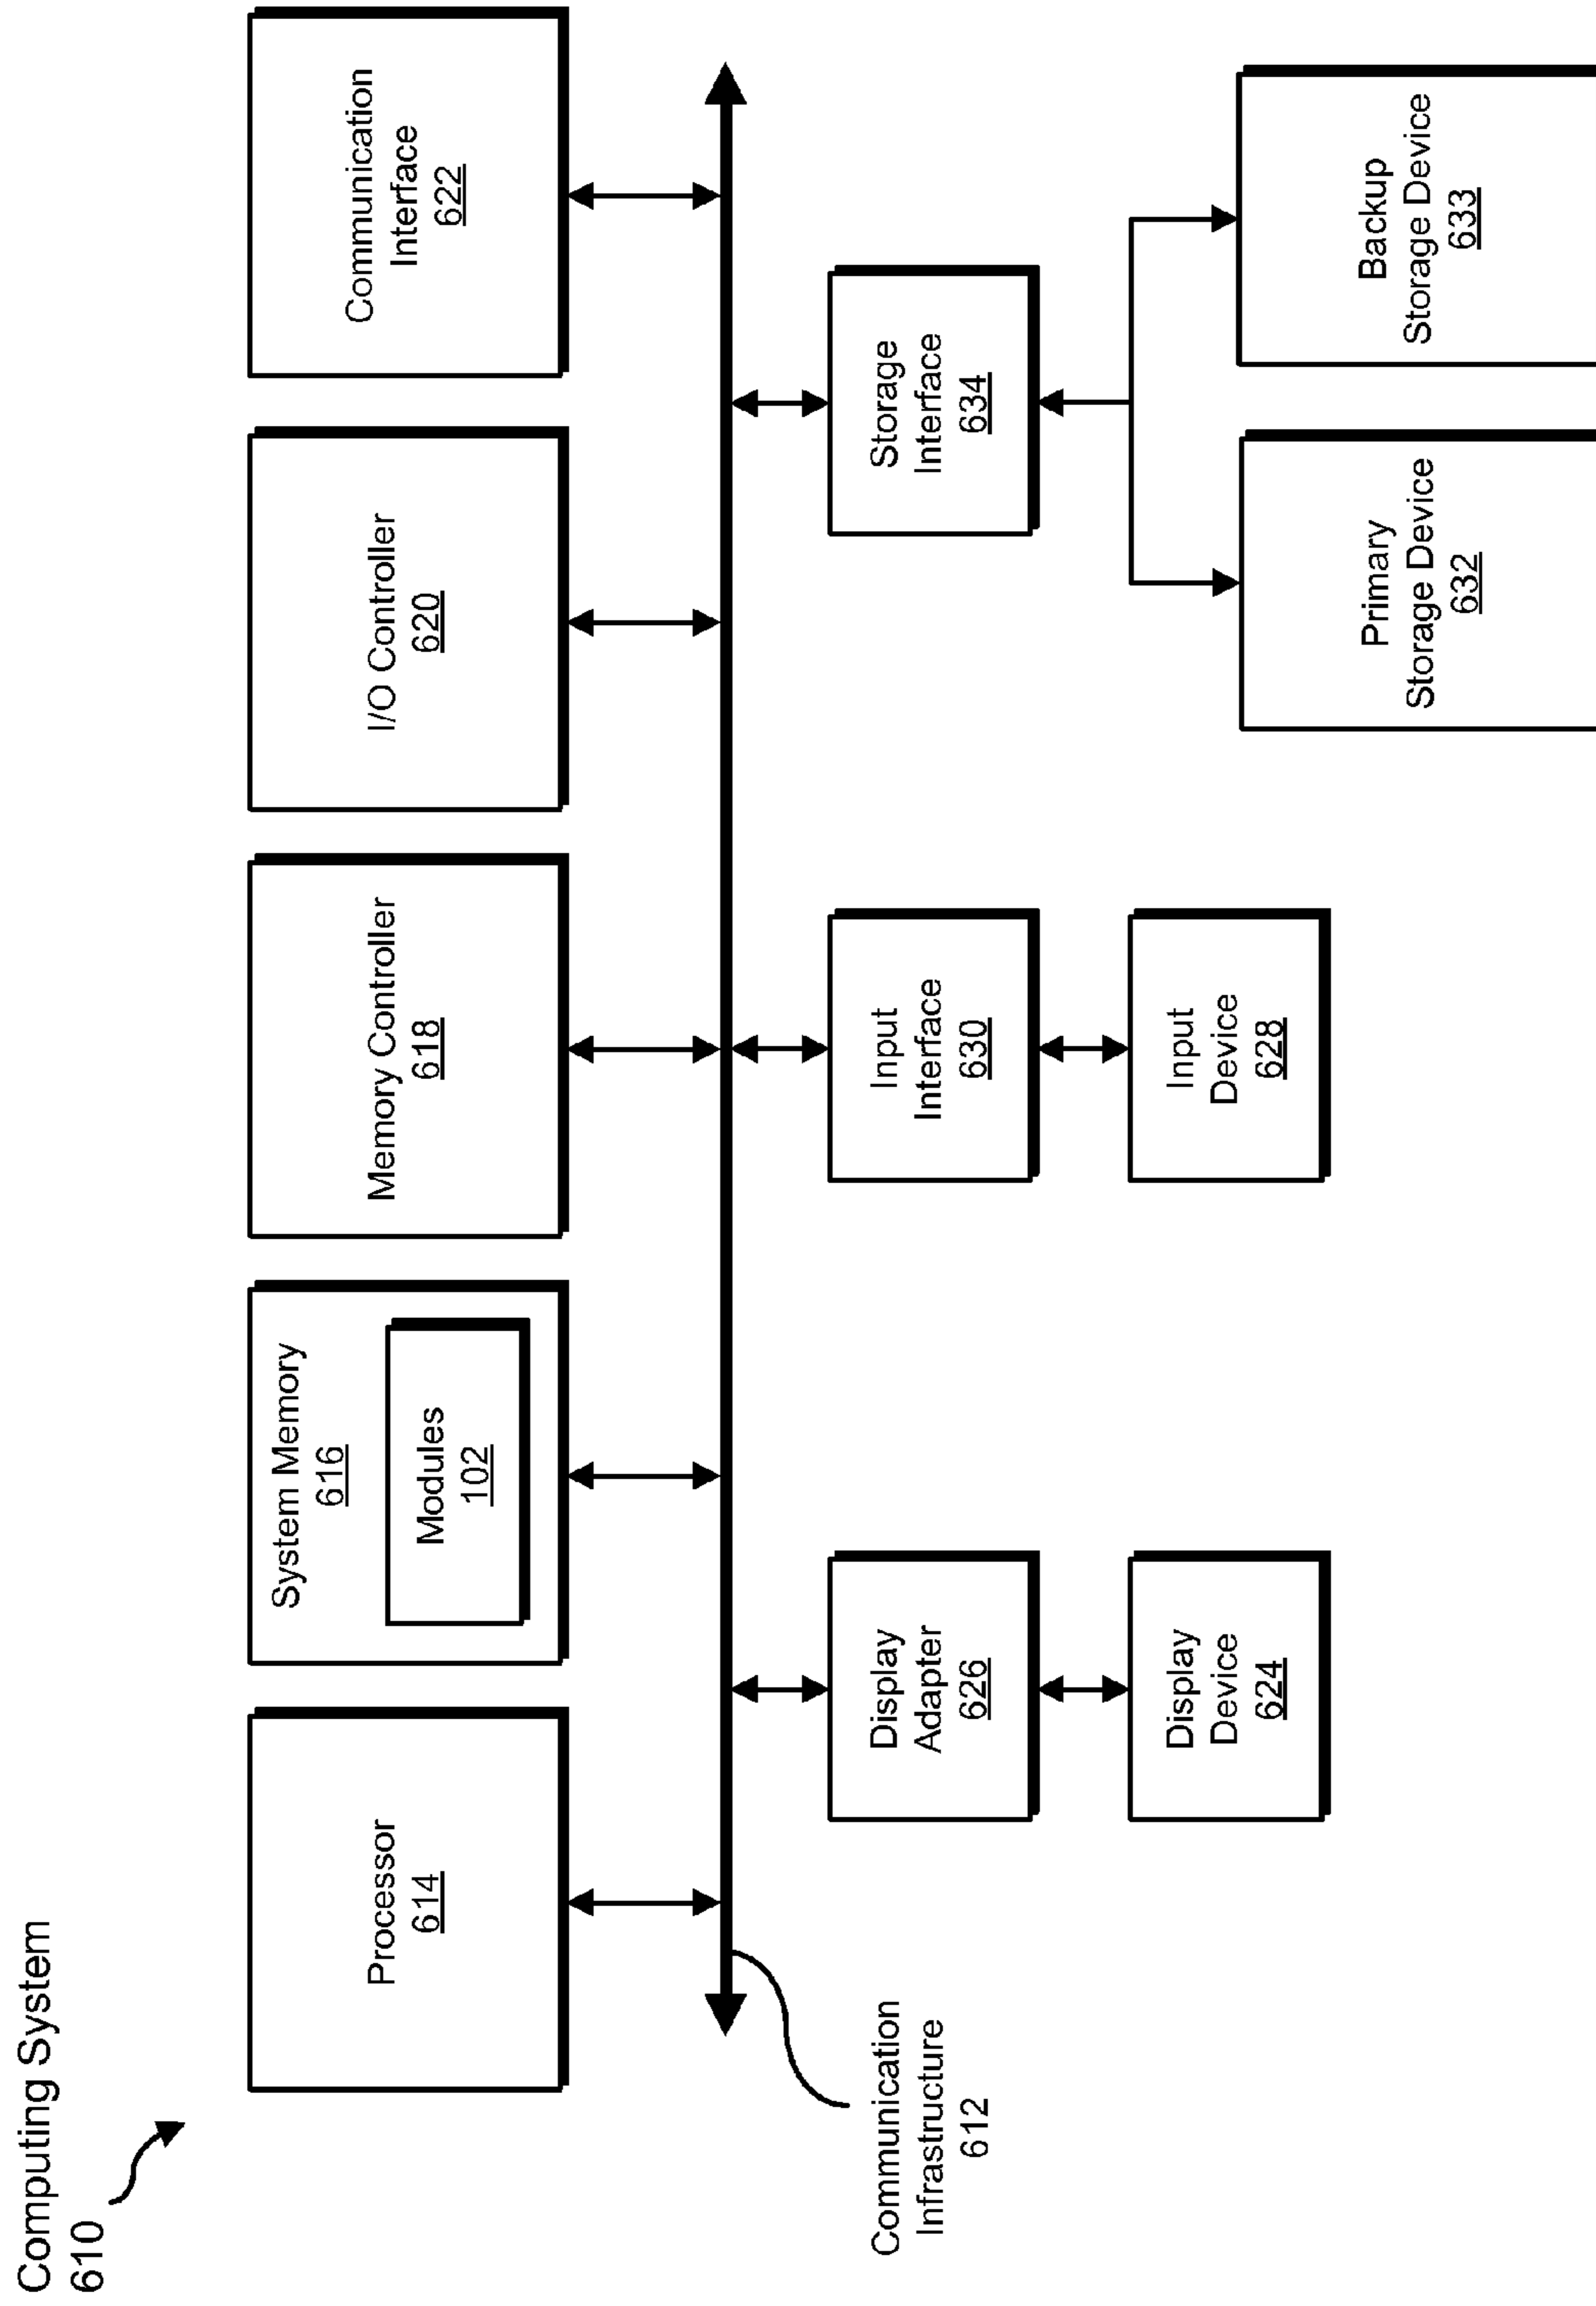 Computing System
610
Processor
614
System Memory
616
Modules
102
Memory Controller
618
I/O Controller
620
Communication
Interface
622
Communication
Infrastructure
612
Display
Adapter
626
Input
Interface
630
Storage
Interface
634
Display
Device
624
Input
Device
628
Primary
Storage Device
632
Backup
Storage Device
633